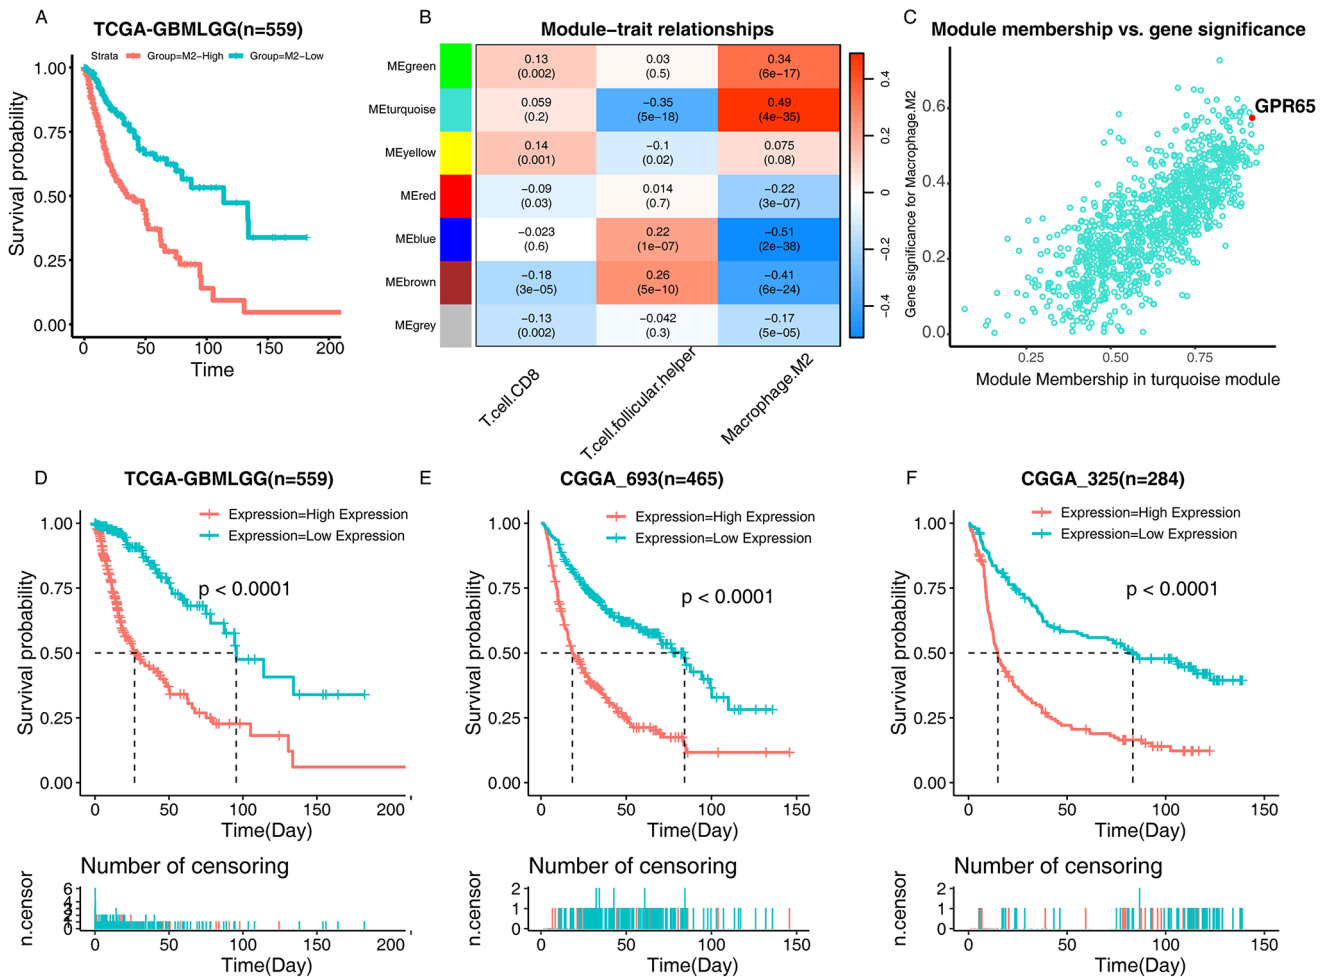 A
TCGA-GBMLGG(n=559)
Strata Group=M2-High Group=M2-Low
Survival probability
1.00
0.75
0.50
0.25
0.00
0 50 100 150 200
Time
B
Module-trait relationships
MEgreen 0.13 0.03 0.34
(0.002) (0.5) (6e-17)
MEturquoise 0.059 -0.35 0.49
(0.2) (5e-18) (4e-35)
MEyellow 0.14 -0.1 0.075
(0.001) (0.02) (0.08)
MEred -0.09 0.014 -0.22
(0.03) (0.7) (3e-07)
MEblue -0.023 0.22 -0.51
(0.6) (1e-07) (2e-38)
MEbrown -0.18 0.26 -0.41
(3e-05) (5e-10) (6e-24)
MEgrey -0.13 -0.042 -0.17
(0.002) (0.3) (5e-05)
T.cell.CD8
T.cell.follicular.helper
Macrophage.M2
0.4
0.2
0
-0.2
-0.4
C
Module membership vs. gene significance
Gene significance for Macrophage.M2
0.6
0.4
0.2
0.0
GPR65
0.25 0.50 0.75
Module Membership in turquoise module
D
TCGA-GBMLGG(n=559)
Expression=High Expression
Expression=Low Expression
p < 0.0001
Survival probability
1.00
0.75
0.50
0.25
0.00
0 50 100 150
Time(Day)
Number of censoring
n.censor
6
4
3
2
1
0
0 50 100 150 200
Time(Day)
E
CGGA_693(n=465)
Expression=High Expression
Expression=Low Expression
p < 0.0001
Survival probability
1.00
0.75
0.50
0.25
0.00
0 50 100 150
Time(Day)
Number of censoring
n.censor
2
1
0
0 50 100 150
Time(Day)
F
CGGA_325(n=284)
Expression=High Expression
Expression=Low Expression
p < 0.0001
Survival probability
1.00
0.75
0.50
0.25
0.00
0 50 100 150
Time(Day)
Number of censoring
n.censor
2
1
0
0 50 100 150
Time(Day)